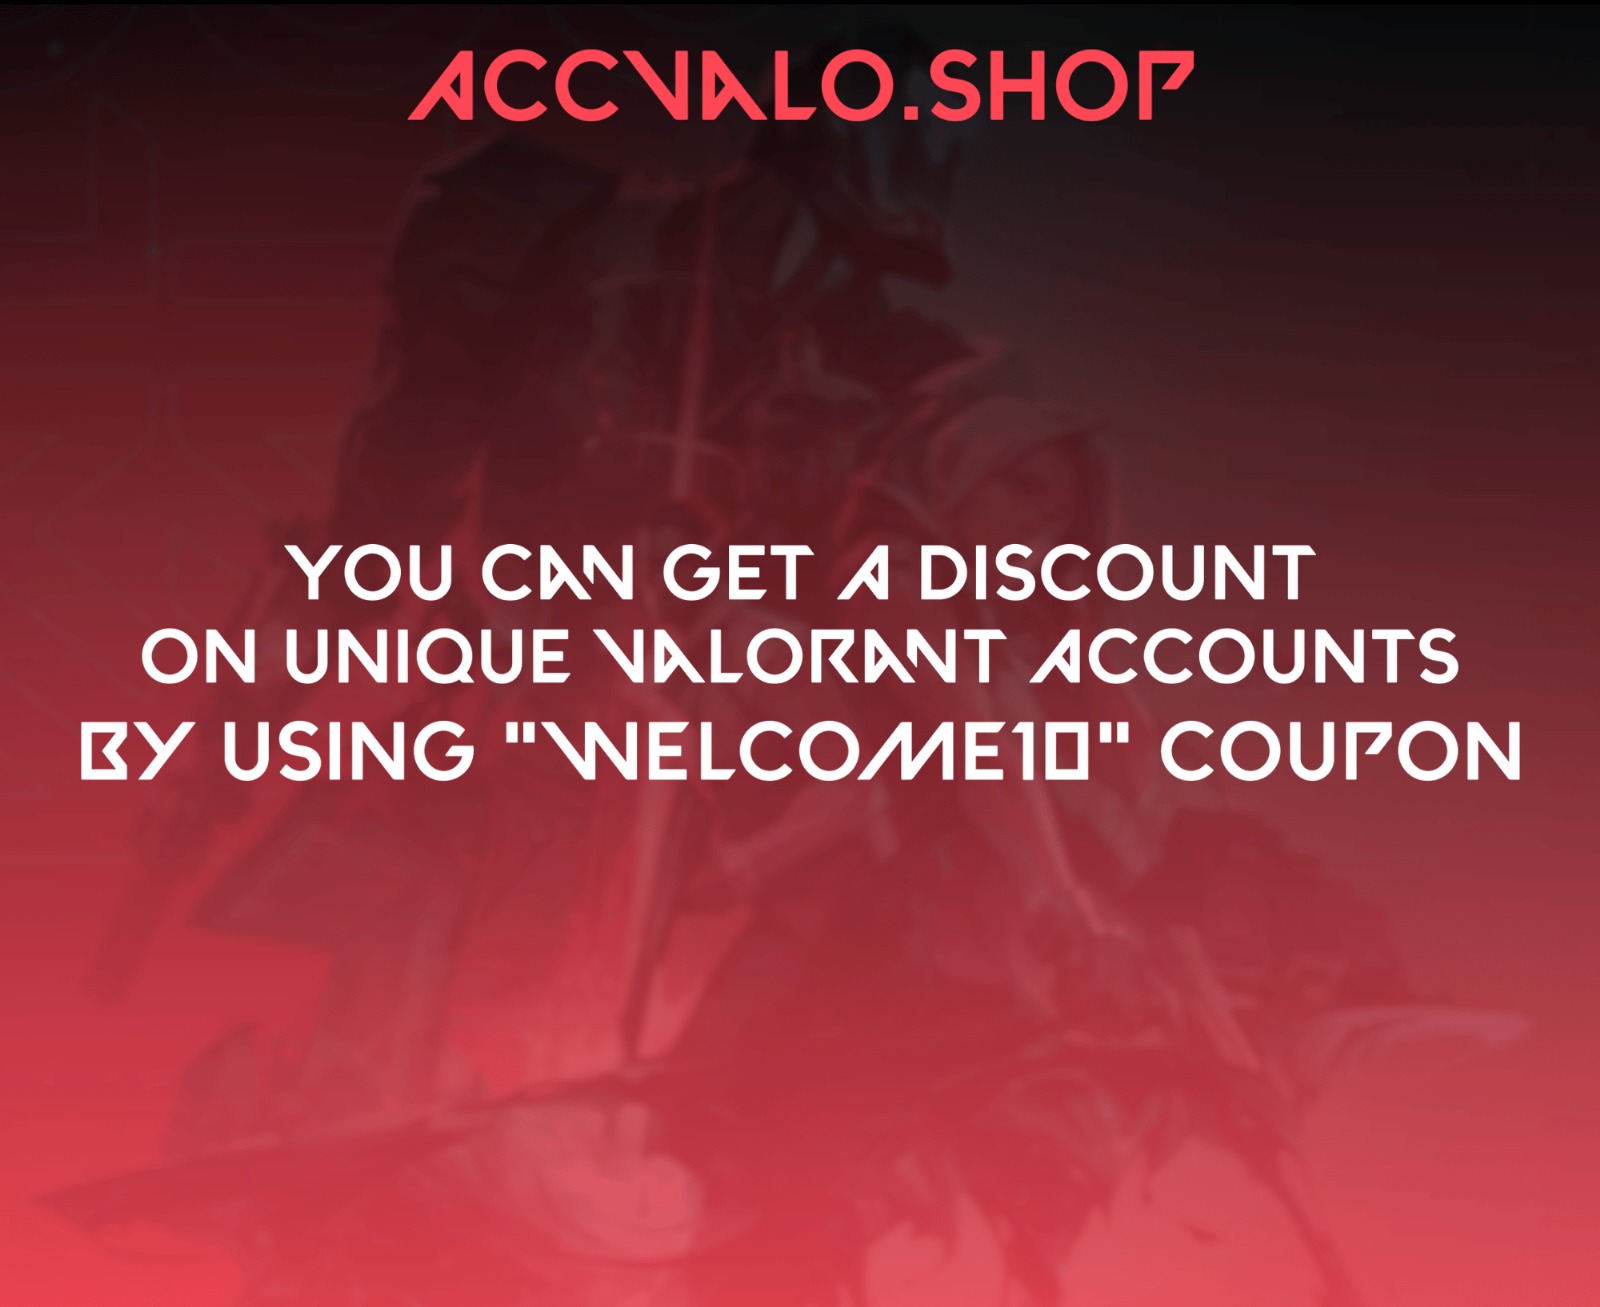 ACCVALO.SHOP
YOU CAN GET A DISCOUNT
ON UNIQUE VALORANT ACCOUNTS
BY USING "WELCOME10" COUPON